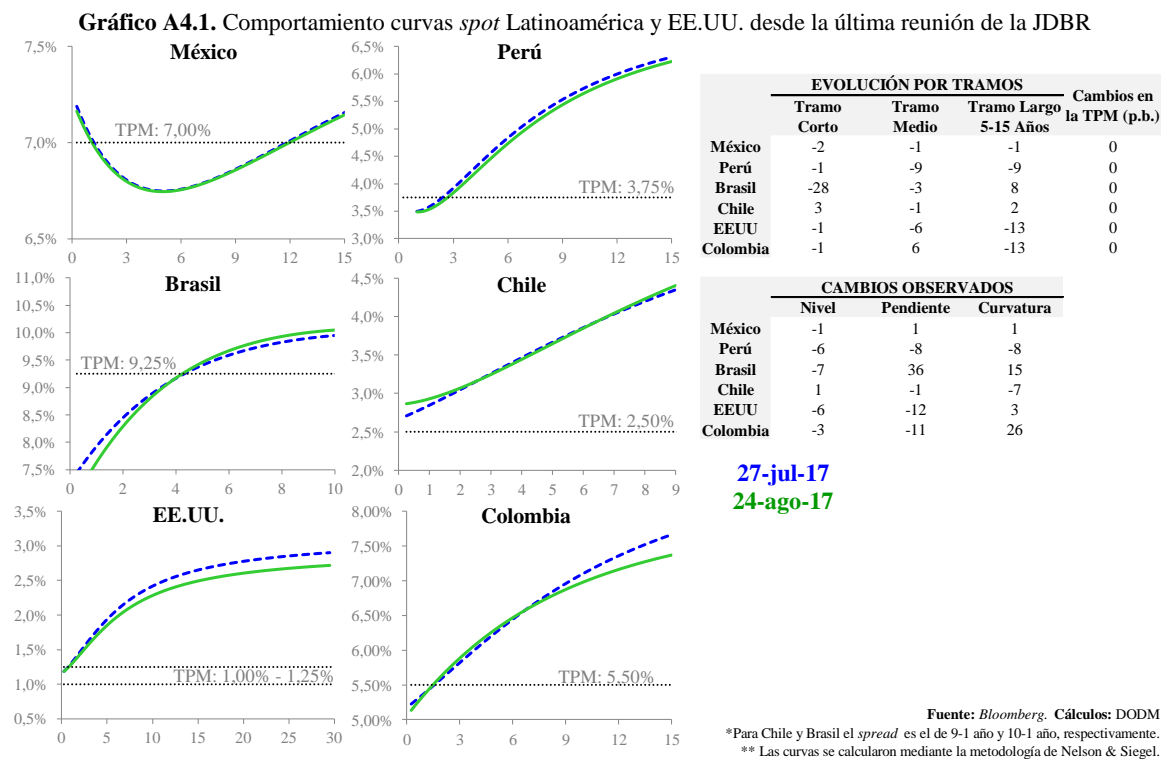 Gráfico A4.1. Comportamiento curvas spot Latinoamérica y EE.UU. desde la última reunión de la JDBR
México
7,5%
7,0%
6,5%
TPM: 7,00%
0 3 6 9 12 15
Perú
6,5%
6,0%
5,5%
5,0%
4,5%
4,0%
3,5%
3,0%
TPM: 3,75%
0 3 6 9 12 15
EVOLUCIÓN POR TRAMOS
Tramo Corto Tramo Medio Tramo Largo 5-15 Años Cambios en la TPM (p.b.)
México -2 -1 -1 0
Perú -1 -9 -9 0
Brasil -28 -3 8 0
Chile 3 -1 2 0
EEUU -1 -6 -13 0
Colombia -1 6 -13 0
Brasil
11,0%
10,5%
10,0%
9,5%
9,0%
8,5%
8,0%
7,5%
TPM: 9,25%
0 2 4 6 8 10
Chile
4,5%
4,0%
3,5%
3,0%
2,5%
2,0%
TPM: 2,50%
0 1 2 3 4 5 6 7 8 9
CAMBIOS OBSERVADOS
Nivel Pendiente Curvatura
México -1 1 1
Perú -6 -8 -8
Brasil -7 36 15
Chile 1 -1 -7
EEUU -6 -12 3
Colombia -3 -11 26
27-jul-17
24-ago-17
EE.UU.
3,5%
3,0%
2,5%
2,0%
1,5%
1,0%
0,5%
TPM: 1,00% - 1,25%
0 5 10 15 20 25 30
Colombia
8,00%
7,00%
6,50%
6,00%
5,50%
5,00%
TPM: 5,50%
0 3 6 9 12 15
Fuente: Bloomberg. Cálculos: DODM
*Para Chile y Brasil el spread es el de 9-1 año y 10-1 año, respectivamente.
** Las curvas se calcularon mediante la metodología de Nelson & Siegel.